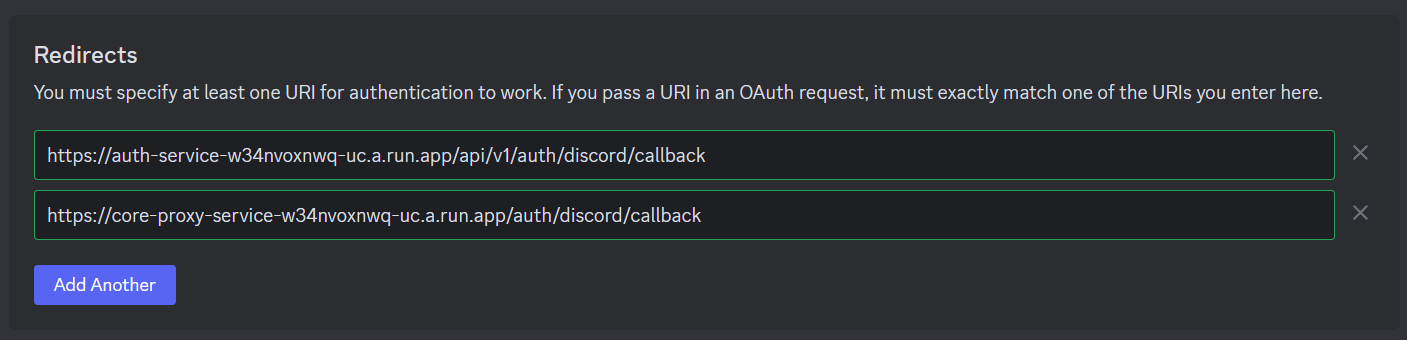 Redirects
You must specify at least one URI for authentication to work. If you pass a URI in an OAuth request, it must exactly match one of the URIs you enter here.
https://auth-service-w34nvoxnwq-uc.a.run.app/api/v1/auth/discord/callback
https://core-proxy-service-w34nvoxnwq-uc.a.run.app/auth/discord/callback
Add Another